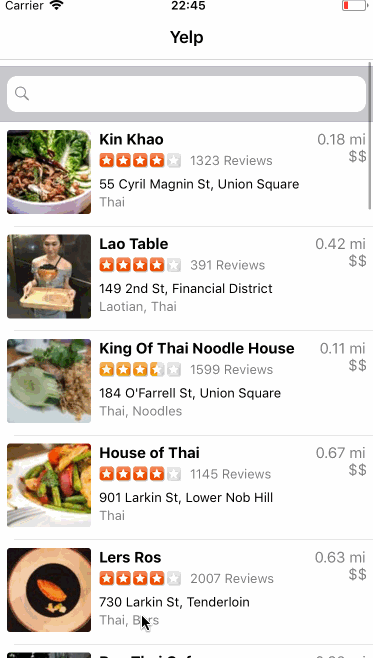 Carrier 22:45
Yelp
Kin Khao 0.18 mi
1323 Reviews $$
55 Cyril Magnin St, Union Square
Thai
Lao Table 0.42 mi
391 Reviews $$
149 2nd St, Financial District
Laotian, Thai
King Of Thai Noodle House 0.11 mi
1599 Reviews $$
184 O'Farrell St, Union Square
Thai, Noodles
House of Thai 0.67 mi
1145 Reviews $$
901 Larkin St, Lower Nob Hill
Thai
Lers Ros 0.63 mi
2007 Reviews $$
730 Larkin St, Tenderloin
Thai, Bars